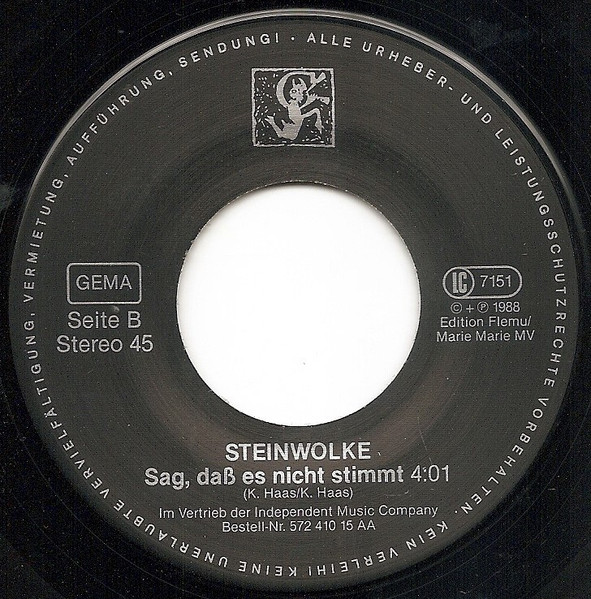 ALLE URHEBER- UND LEISTUNGSSCHUTZRECHTE VORBEHALTEN · KEIN VERLEIH! KEINE UNERLAUBTE VERVIELFÄLTIGUNG, VERMIETUNG, AUFFÜHRUNG, SENDUNG! ·
GEMA
Seite B
Stereo 45
LC 7151
© + ℗ 1988
Edition Flemu/
Marie Marie MV
STEINWOLKE
Sag, daß es nicht stimmt 4:01
(K. Haas/K. Haas)
Im Vertrieb der Independent Music Company
Bestell-Nr. 572 410 15 AA